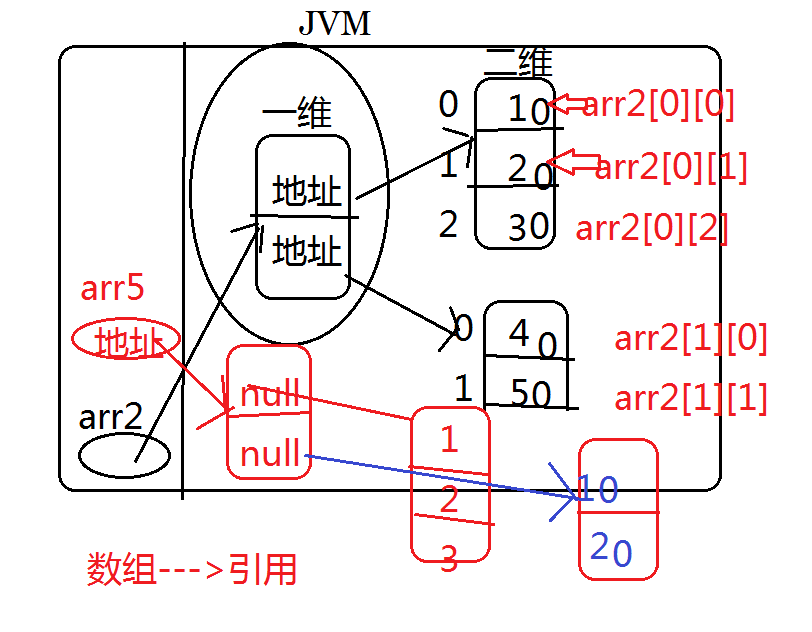 JVM
二维
一维
0 10 arr2[0][0]
地址
1 20 arr2[0][1]
地址
2 30 arr2[0][2]
arr5
地址
0 40 arr2[1][0]
null
1 50 arr2[1][1]
arr2
null
1
2
3
10
20
数组--->引用